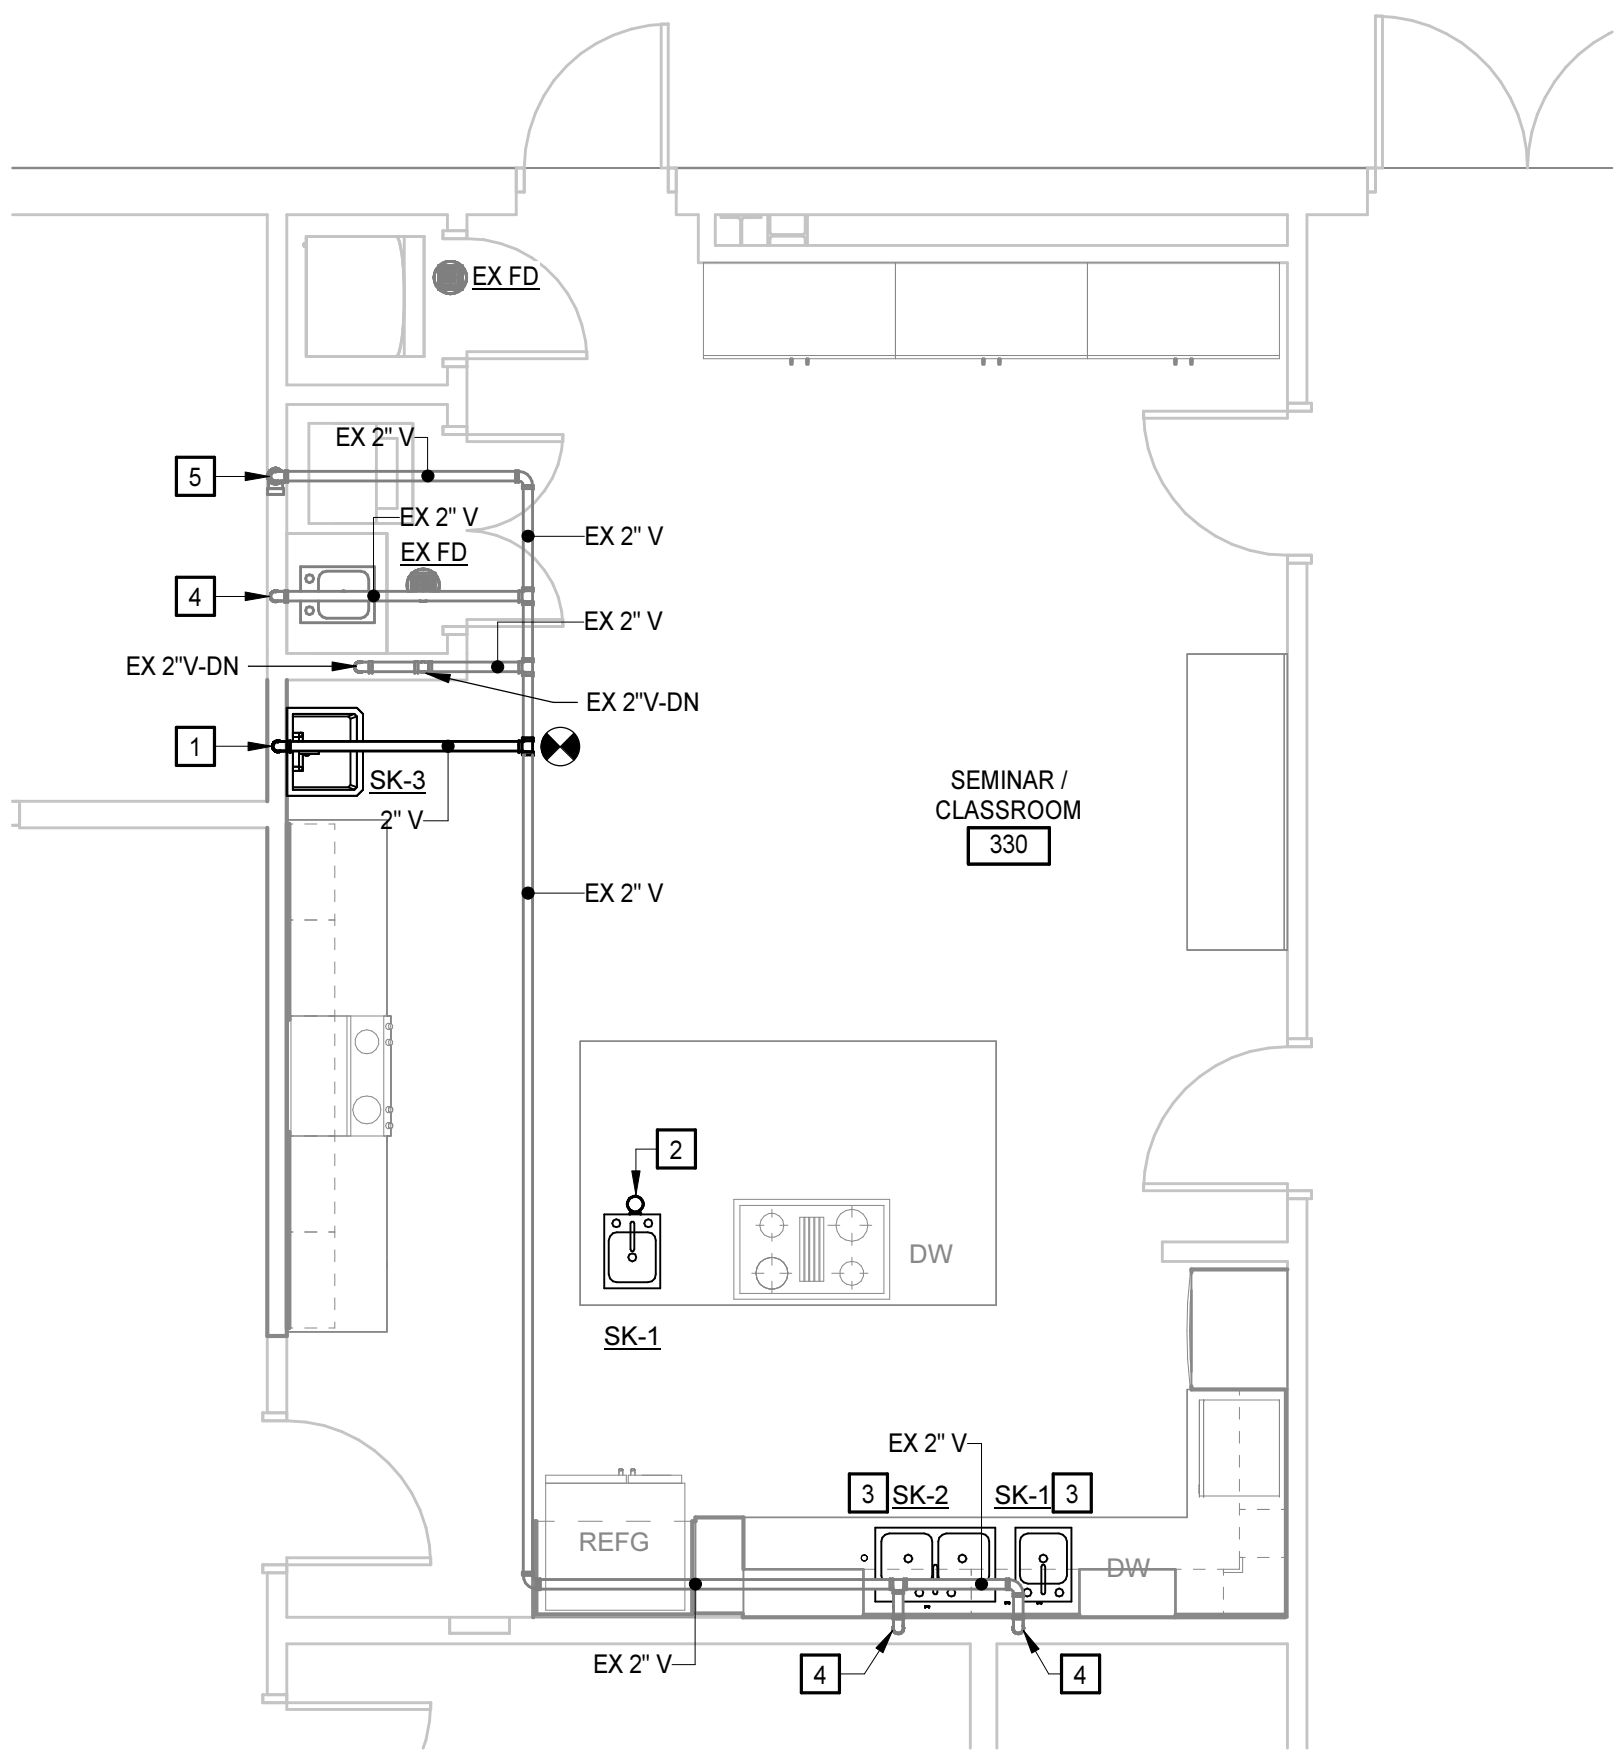 EX FD
EX 2" V
5
EX 2" V
EX 2" V
EX FD
4
EX 2" V
EX 2"V-DN
EX 2"V-DN
1
SK-3
2" V
SEMINAR /
CLASSROOM
330
EX 2" V
2
DW
SK-1
EX 2" V
3 SK-2
SK-1 3
REFG
DW
EX 2" V
4
4